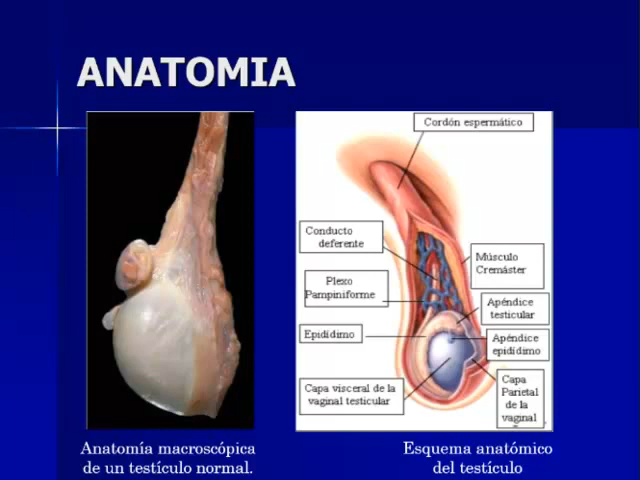 ANATOMIA
Cordón espermático
Conducto
deferente
Músculo
Cremáster
Plexo
Pampiniforme
Apéndice
testicular
Epidídimo
Apéndice
epidídimo
Capa visceral de la
vaginal testicular
Capa
Parietal
de la
vaginal
Anatomía macroscópica
de un testículo normal.
Esquema anatómico
del testículo